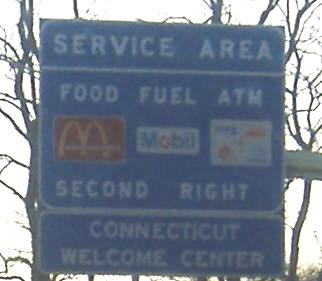 SERVICE AREA
FOOD FUEL ATM
Mobil
SECOND RIGHT
CONNECTICUT
WELCOME CENTER